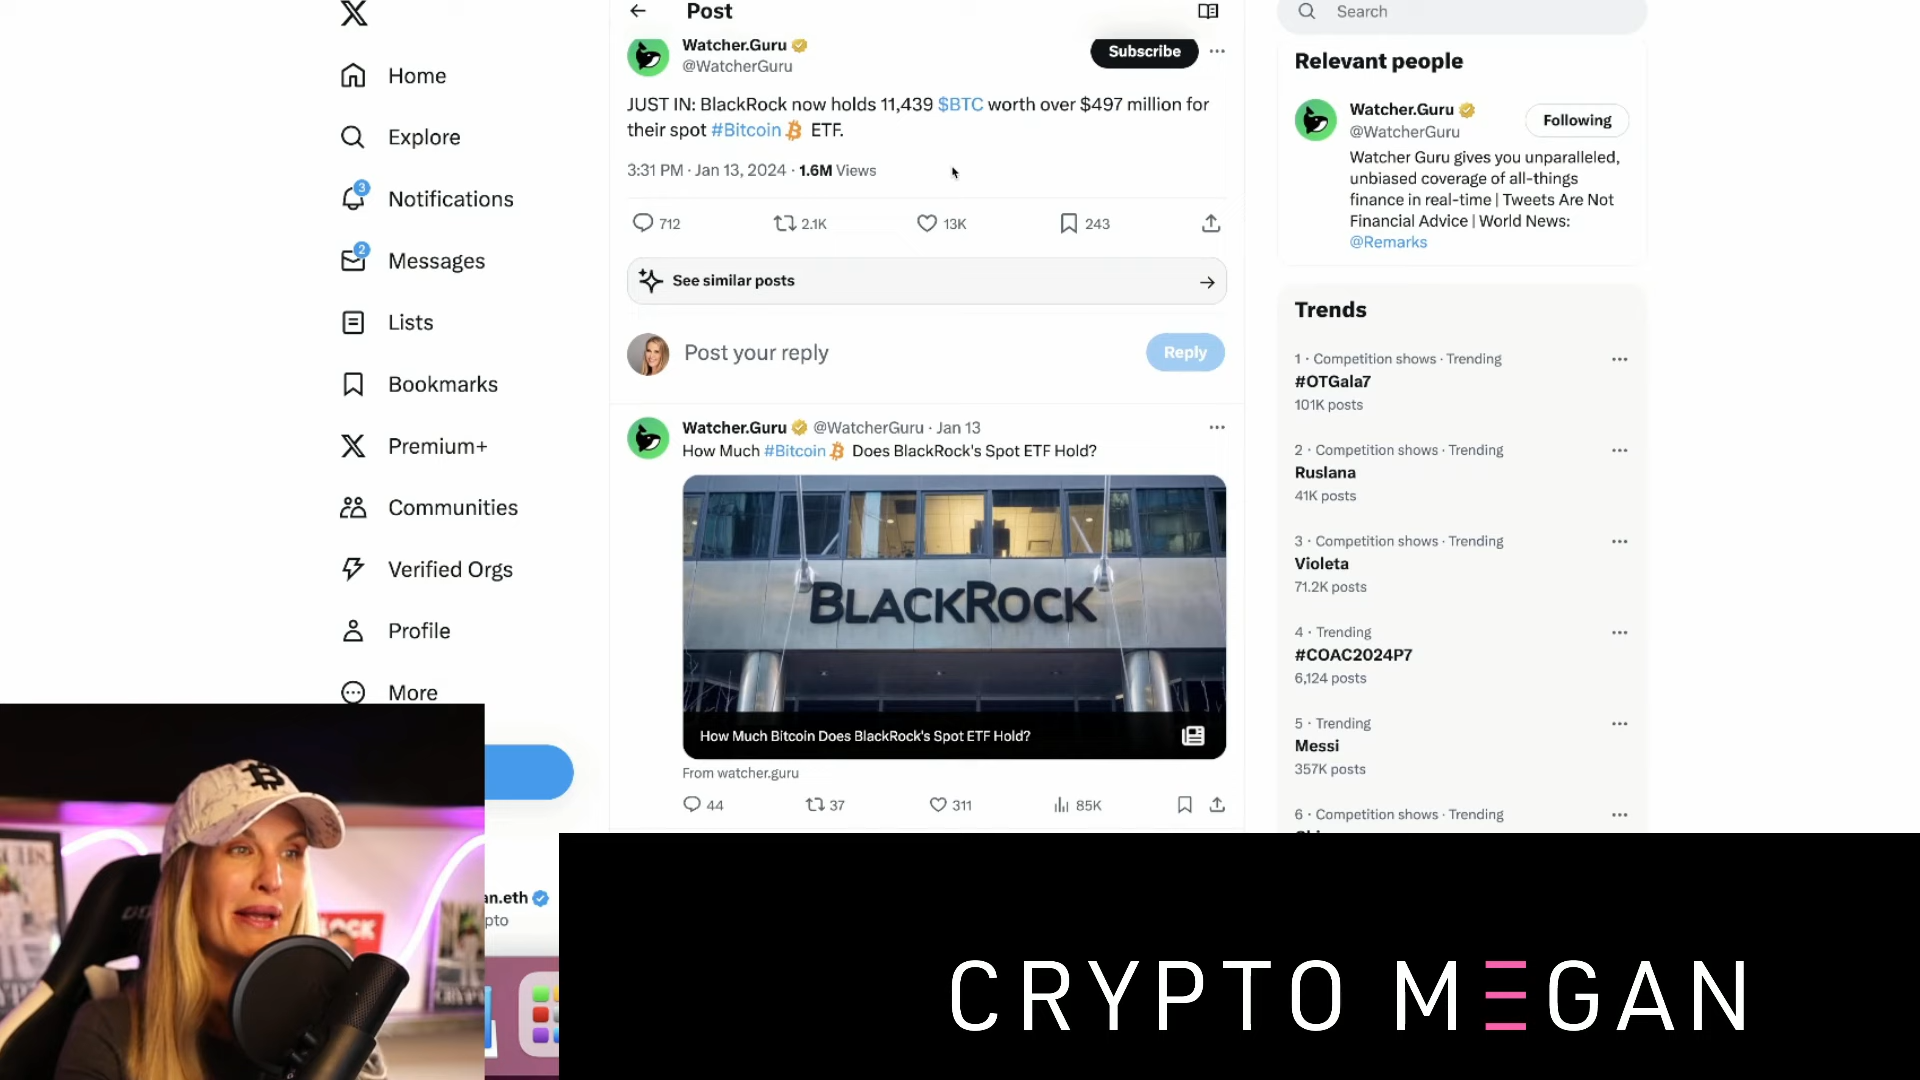 Home
Explore
3
Notifications
2
Messages
Lists
Bookmarks
Premium+
Communities
Verified Orgs
Profile
More
an.eth
pto
Post
Watcher.Guru
@WatcherGuru
Subscribe
JUST IN: BlackRock now holds 11,439 $BTC worth over $497 million for
their spot #Bitcoin ETF.
3:31 PM · Jan 13, 2024 · 1.6M Views
712
2.1K
13K
243
See similar posts
Post your reply
Reply
Watcher.Guru @WatcherGuru · Jan 13
How Much #Bitcoin Does BlackRock's Spot ETF Hold?
BLACKROCK
How Much Bitcoin Does BlackRock's Spot ETF Hold?
From watcher.guru
44
37
311
85K
Search
Relevant people
Watcher.Guru
@WatcherGuru
Following
Watcher Guru gives you unparalleled,
unbiased coverage of all-things
finance in real-time | Tweets Are Not
Financial Advice | World News:
@Remarks
Trends
1 · Competition shows · Trending
#OTGala7
101K posts
2 · Competition shows · Trending
Ruslana
41K posts
3 · Competition shows · Trending
Violeta
71.2K posts
4 · Trending
#COAC2024P7
6,124 posts
5 · Trending
Messi
357K posts
6 · Competition shows · Trending
CRYPTO MEGAN